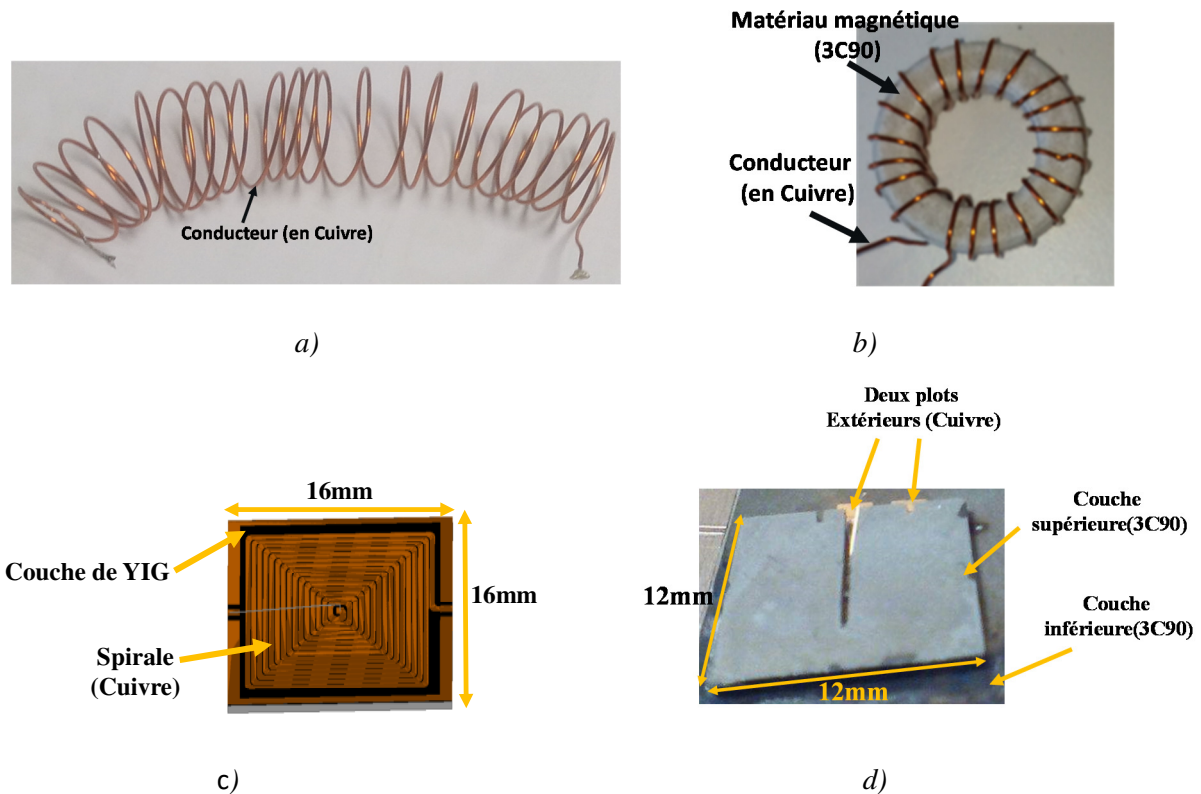 Matériau magnétique
(3C90)
Conducteur
(en Cuivre)
Conducteur (en Cuivre)
a)
b)
Deux plots
Extérieurs (Cuivre)
16mm
Couche de YIG
16mm
Spirale
(Cuivre)
Couche
supérieure(3C90)
12mm
Couche
inférieure(3C90)
12mm
c)
d)